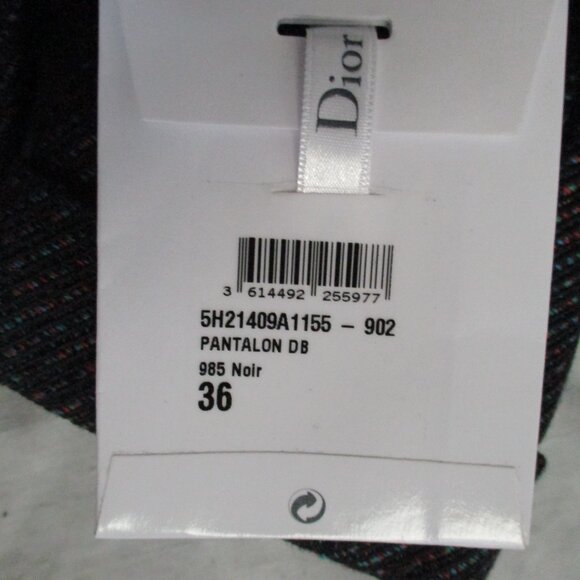 Dior
3 614492 255977
5H21409A1155 - 902
PANTALON DB
985 Noir
36